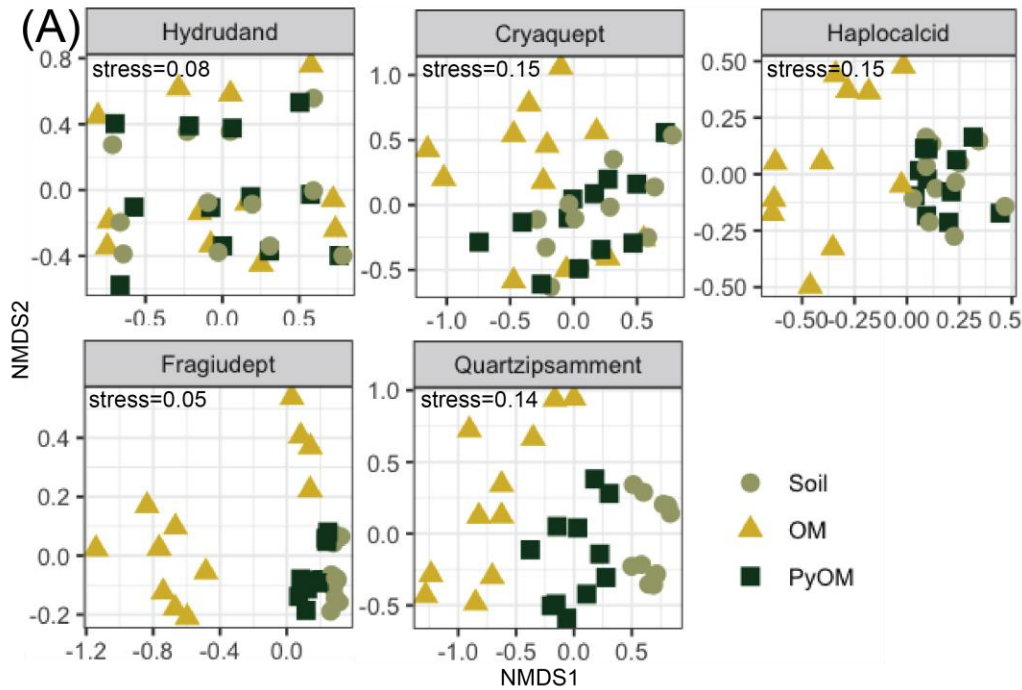 (A)
Hydrudand
Cryaquept
Haplocalcid
stress=0.08
stress=0.15
stress=0.15
0.8
0.4
0.0
-0.4
1.0
0.5
0.0
-0.5
0.50
0.25
0.00
-0.25
-0.50
-0.5 0.0 0.5
-1.0 -0.5 0.0 0.5
-0.50 -0.25 0.00 0.25 0.5
NMDS2
Fragiudept
Quartzipsamment
stress=0.05
stress=0.14
0.4
0.2
0.0
-0.2
1.0
0.5
0.0
-0.5
-1.2 -0.8 -0.4 0.0
-1.0 -0.5 0.0 0.5
NMDS1
Soil
OM
PyOM